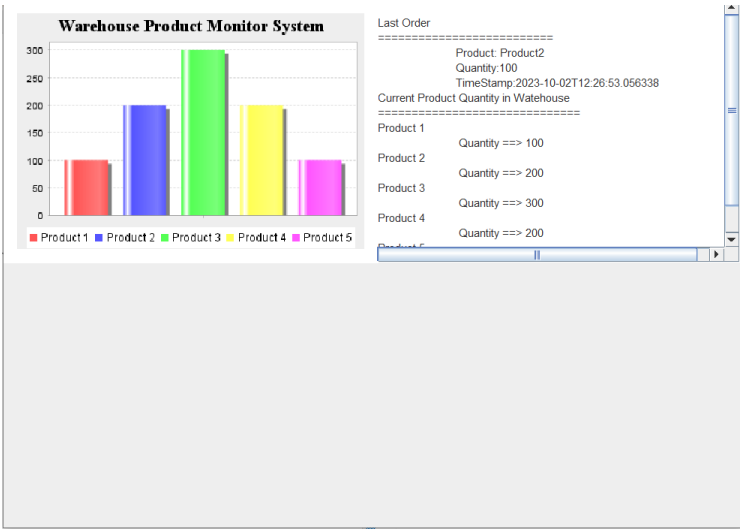 Warehouse Product Monitor System
300
250
200
150
100
50
0
Product 1 Product 2 Product 3 Product 4 Product 5
Last Order
==========================
Product: Product2
Quantity:100
TimeStamp:2023-10-02T12:26:53.056338
Current Product Quantity in Watehouse
==============================
Product 1
Quantity ==> 100
Product 2
Quantity ==> 200
Product 3
Quantity ==> 300
Product 4
Quantity ==> 200
Product 5